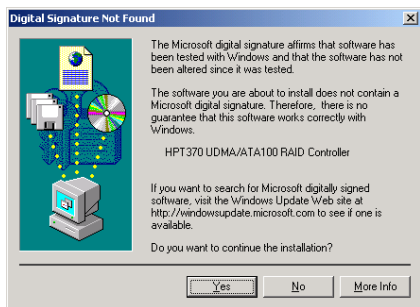 Digital Signature Not Found
The Microsoft digital signature affirms that software has
been tested with Windows and that the software has not
been altered since it was tested.
The software you are about to install does not contain a
Microsoft digital signature. Therefore, there is no
guarantee that this software works correctly with
Windows.
HPT370 UDMA/ATA100 RAID Controller
If you want to search for Microsoft digitally signed
software, visit the Windows Update Web site at
http://windowsupdate.microsoft.com to see if one is
available.
Do you want to continue the installation?
Yes No More Info